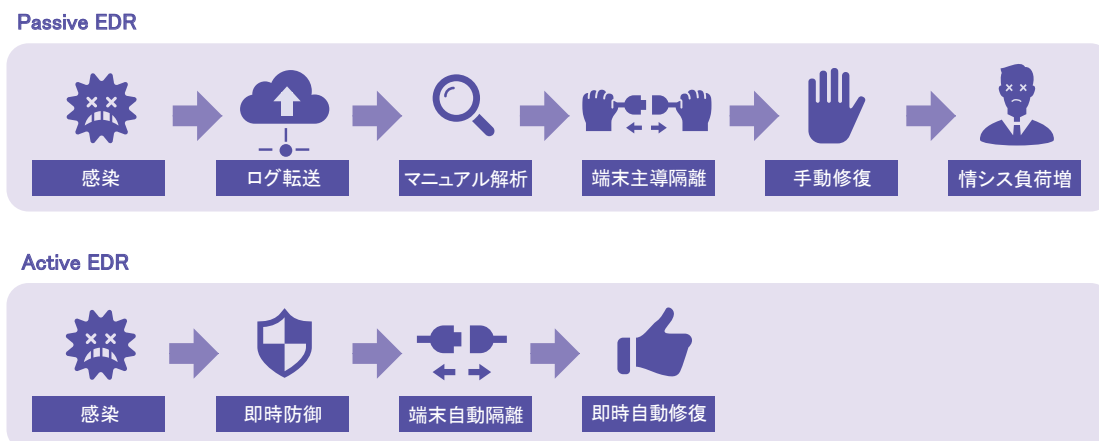 Passive EDR
感染
ログ転送
マニュアル解析
端末主導隔離
手動修復
情シス負荷増
Active EDR
感染
即時防御
端末自動隔離
即時自動修復